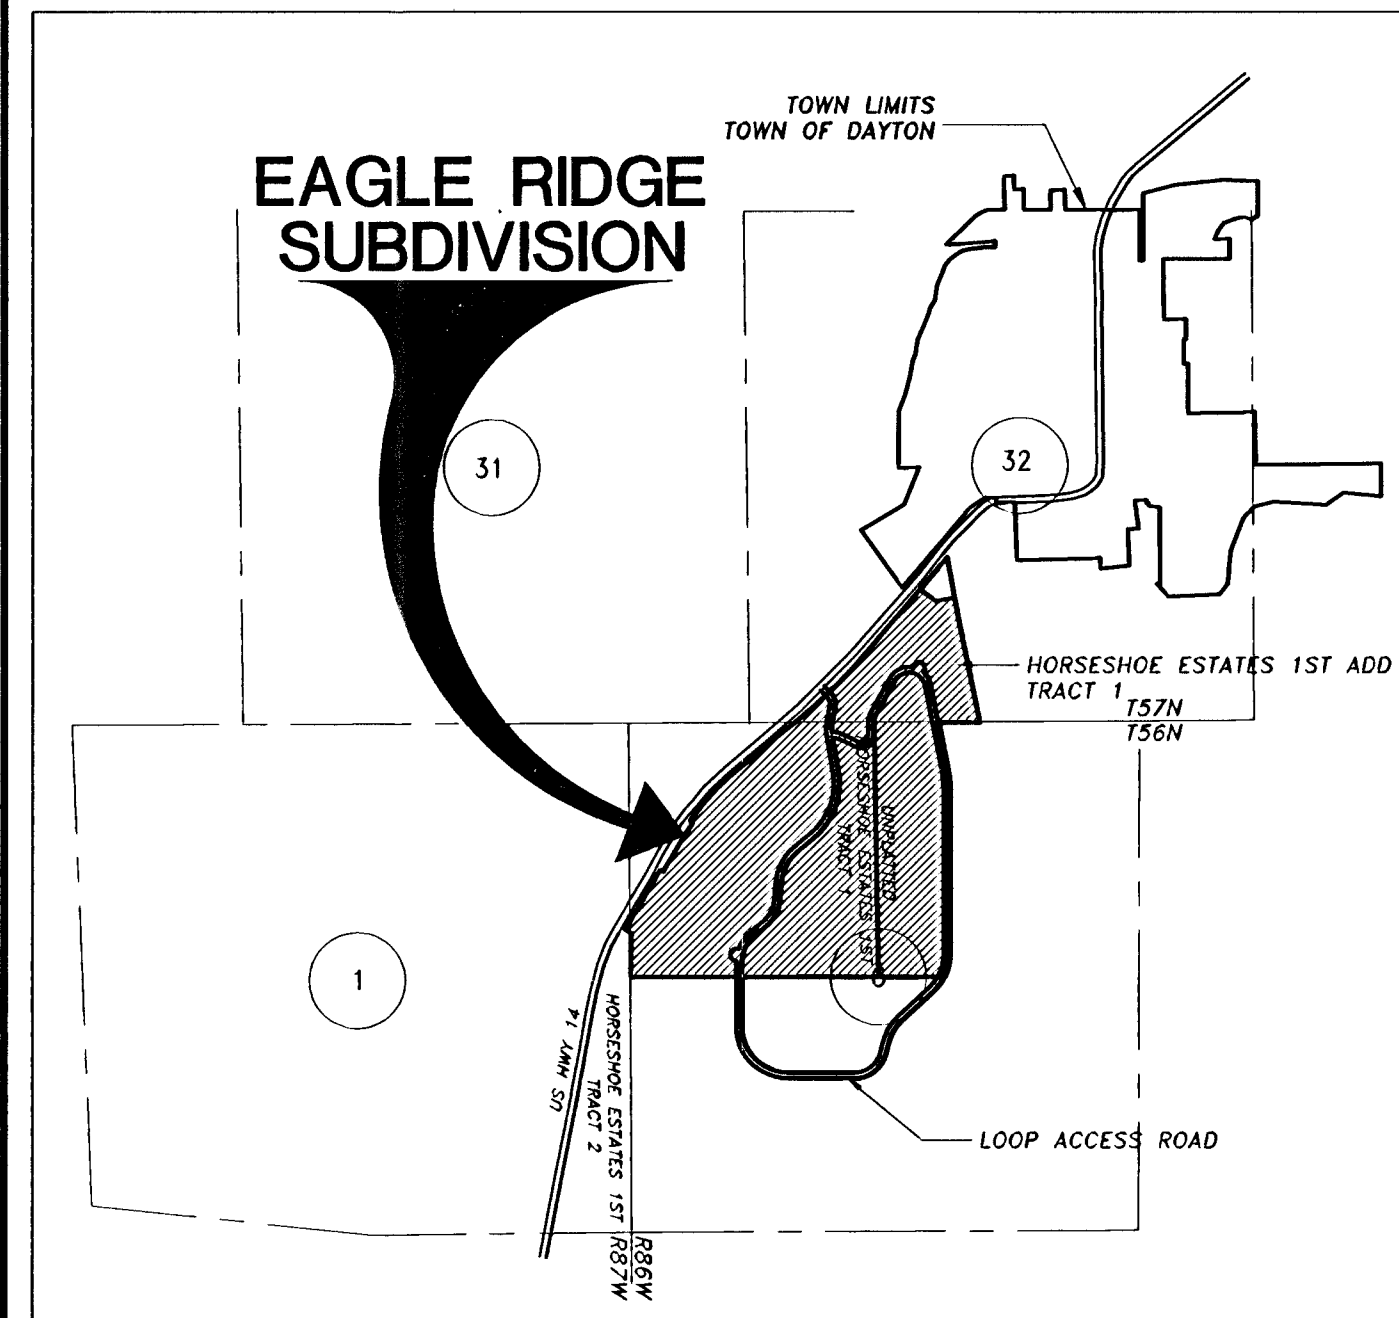 TOWN LIMITS
TOWN OF DAYTON
EAGLE RIDGE
SUBDIVISION
31
32
HORSESHOE ESTATES 1ST ADD
TRACT 1
T57N
T56N
UNPLATTED
HORSESHOE ESTATES 1ST
TRACT 1
1
US HWY 14
HORSESHOE ESTATES 1ST
TRACT 2
LOOP ACCESS ROAD
R86W
R87W